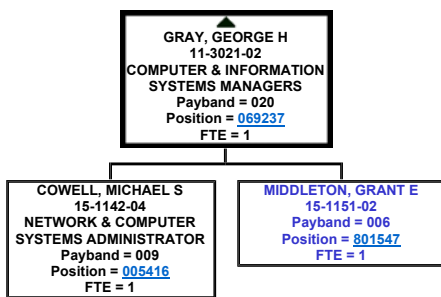 GRAY, GEORGE H
11-3021-02
COMPUTER & INFORMATION
SYSTEMS MANAGERS
Payband = 020
Position = 069237
FTE = 1
COWELL, MICHAEL S
15-1142-04
NETWORK & COMPUTER
SYSTEMS ADMINISTRATOR
Payband = 009
Position = 005416
FTE = 1
MIDDLETON, GRANT E
15-1151-02
Payband = 006
Position = 801547
FTE = 1